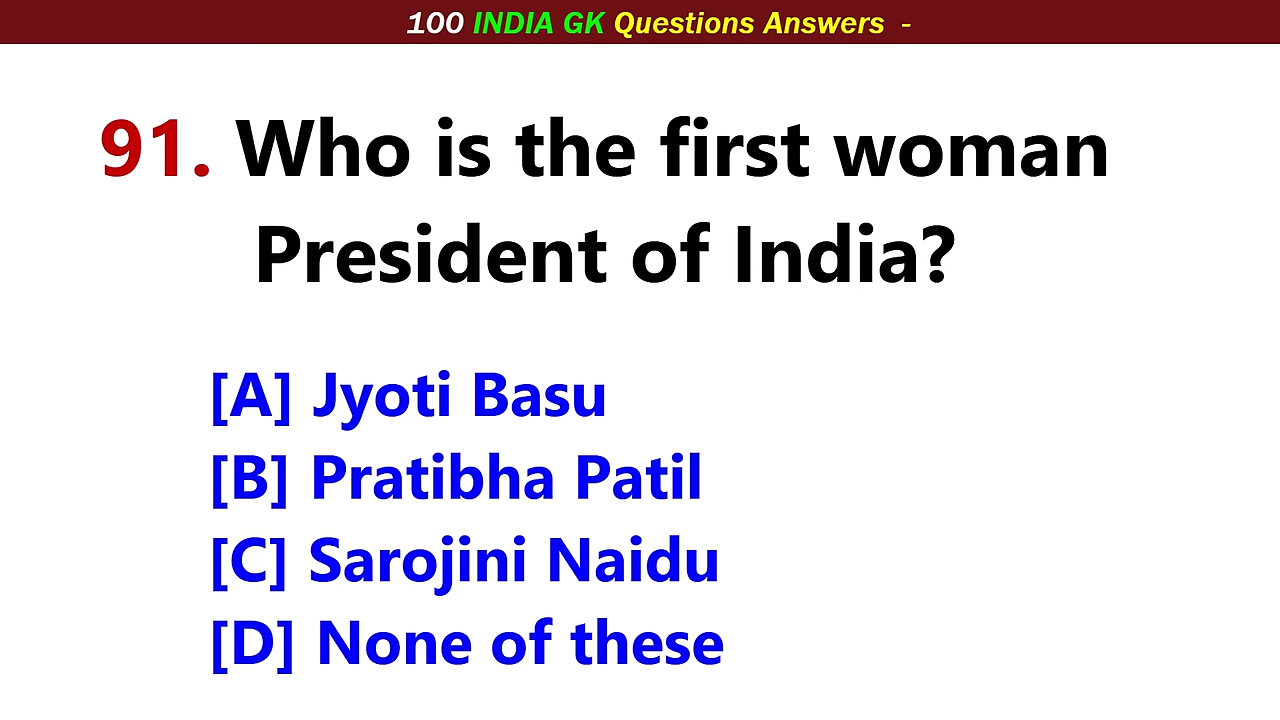 100 INDIA GK Questions Answers -
91. Who is the first woman
President of India?
[A] Jyoti Basu
[B] Pratibha Patil
[C] Sarojini Naidu
[D] None of these